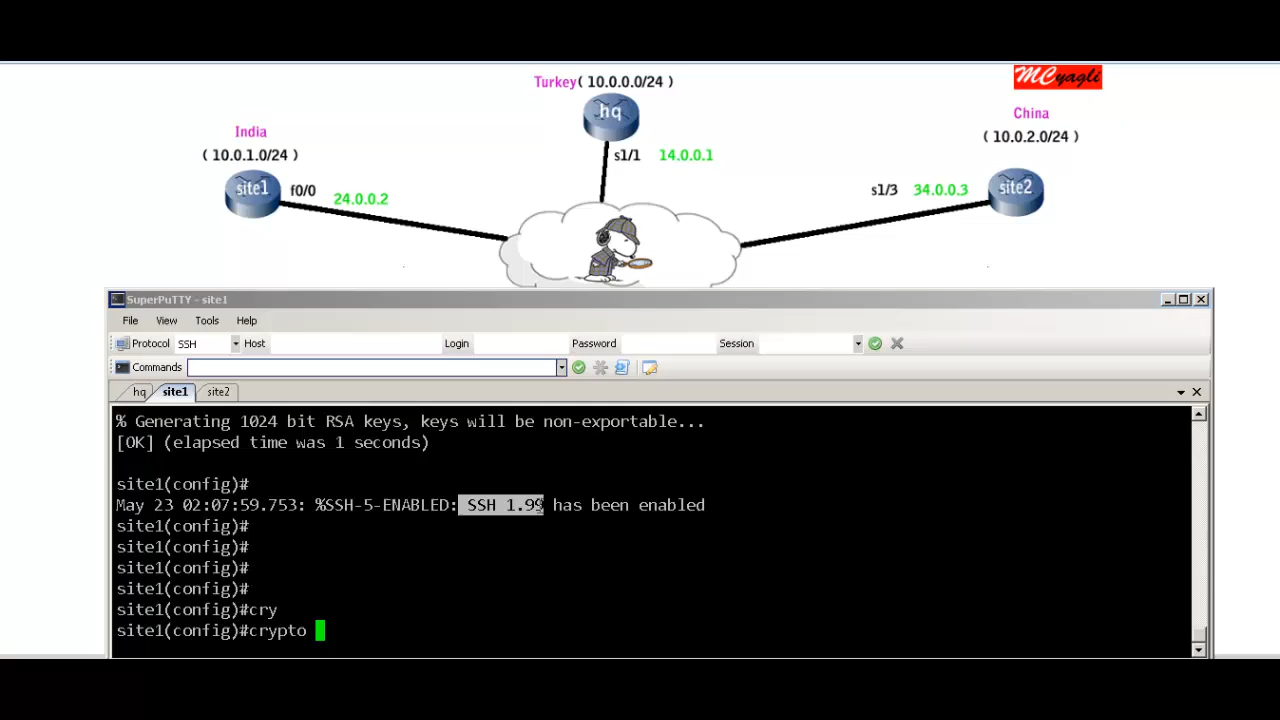 MCyagli
Turkey( 10.0.0.0/24 )
hq
s1/1 14.0.0.1
India
( 10.0.1.0/24 )
site1 f0/0 24.0.0.2
China
( 10.0.2.0/24 )
s1/3 34.0.0.3 site2
SuperPuTTY - site1
File View Tools Help
Protocol SSH Host Login Password Session
Commands
hq site1 site2
% Generating 1024 bit RSA keys, keys will be non-exportable...
[OK] (elapsed time was 1 seconds)
site1(config)#
May 23 02:07:59.753: %SSH-5-ENABLED: SSH 1.99 has been enabled
site1(config)#
site1(config)#
site1(config)#
site1(config)#
site1(config)#cry
site1(config)#crypto